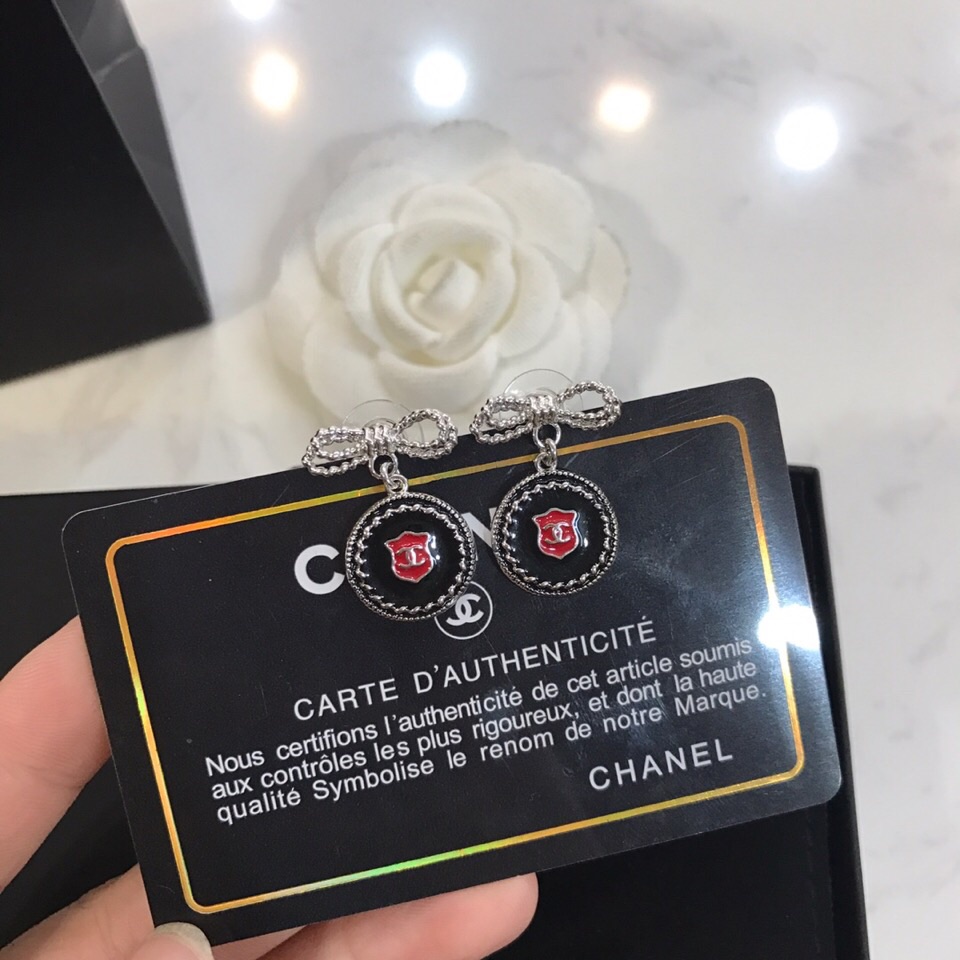 C N
CARTE D'AUTHENTICITÉ
Nous certifions l'authenticité de cet article soumis
aux contrôles les plus rigoureux, et dont la haute
qualité Symbolise le renom de notre Marque.
CHANEL